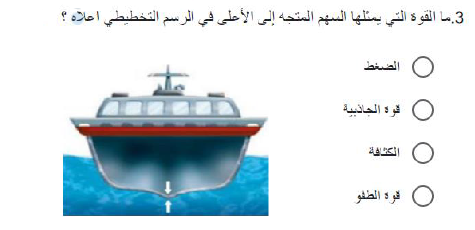 3.ما القوة التي يمثلها السهم المتجه إلى الأعلى في الرسم التخطيطي اعلاه ؟
الضغط
قوة الجاذبية
الكثافة
قوة الطفو